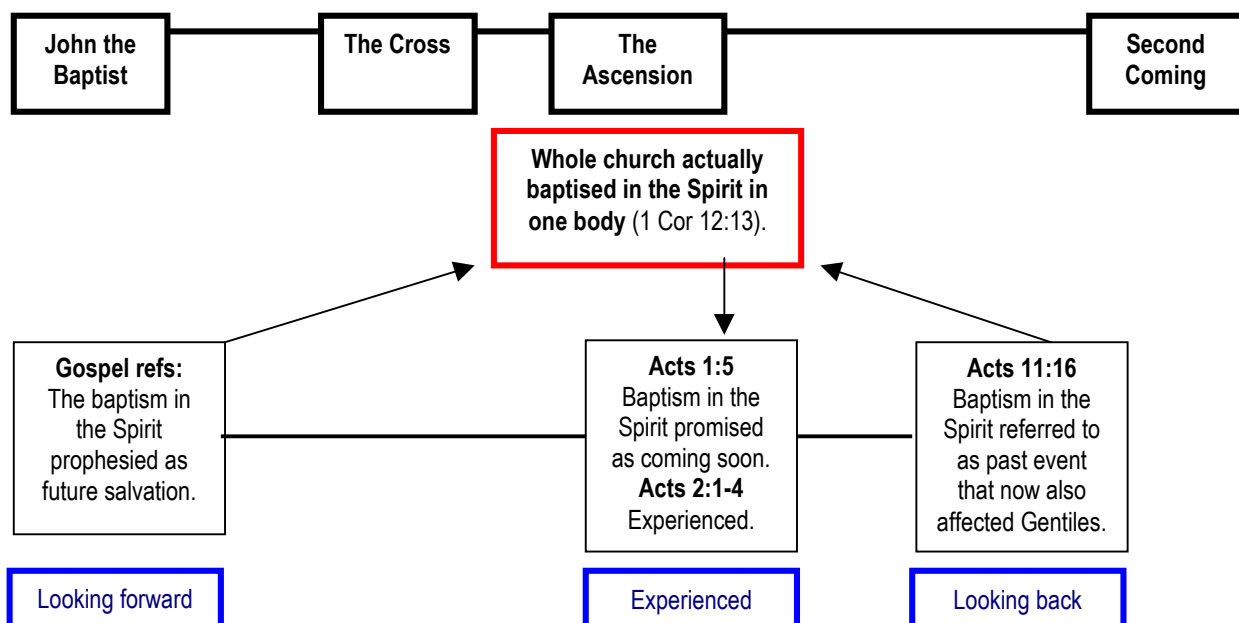 John the
Baptist
The Cross
The
Ascension
Second
Coming
Whole church actually
baptised in the Spirit in
one body (1 Cor 12:13).
Gospel refs:
The baptism in
the Spirit
prophesied as
future salvation.
Acts 1:5
Baptism in the
Spirit promised
as coming soon.
Acts 2:1-4
Experienced.
Acts 11:16
Baptism in the
Spirit referred to
as past event
that now also
affected Gentiles.
Looking forward
Experienced
Looking back